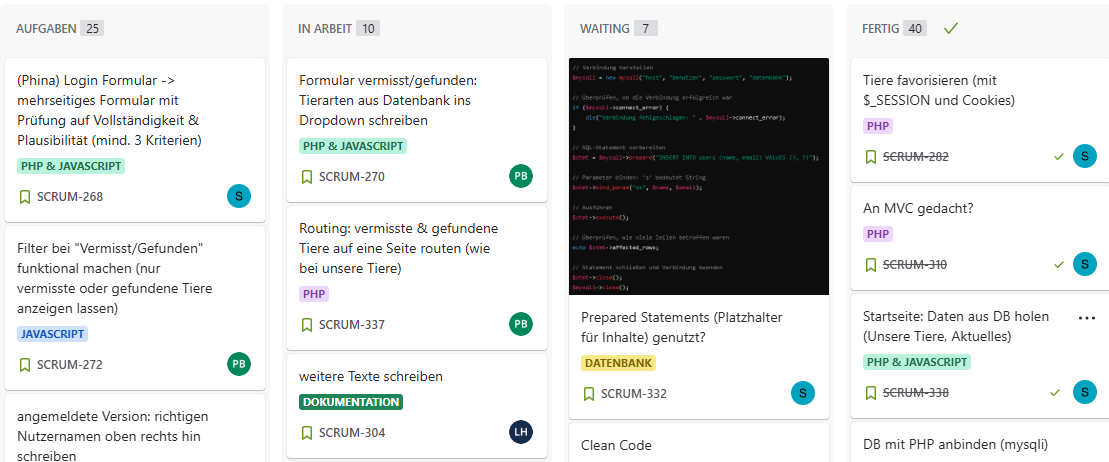 AUFGABEN 25
(Phina) Login Formular ->
mehrseitiges Formular mit
Prüfung auf Vollständigkeit &
Plausibilität (mind. 3 Kriterien)
PHP & JAVASCRIPT
SCRUM-268
S
Filter bei "Vermisst/Gefunden"
funktional machen (nur
vermisste oder gefundene Tiere
anzeigen lassen)
JAVASCRIPT
SCRUM-272
PB
angemeldete Version: richtigen
Nutzernamen oben rechts hin
schreiben
IN ARBEIT 10
Formular vermisst/gefunden:
Tierarten aus Datenbank ins
Dropdown schreiben
PHP & JAVASCRIPT
SCRUM-270
PB
Routing: vermisste & gefundene
Tiere auf eine Seite routen (wie
bei unsere Tiere)
PHP
SCRUM-337
PB
weitere Texte schreiben
DOKUMENTATION
SCRUM-304
LH
WAITING 7
// Verbindung herstellen
$mysqli = new mysqli("host", "benutzer", "passwort", "datenbank");
// Überprüfen, ob die Verbindung erfolgreich war
if ($mysqli->connect_error) {
die("Verbindung fehlgeschlagen: " . $mysqli->connect_error);
}
// SQL-Statement vorbereiten
$stmt = $mysqli->prepare("INSERT INTO users (name, email) VALUES (?, ?)");
// Parameter binden: 's' bedeutet String
$stmt->bind_param("ss", $name, $email);
// Ausführen
$stmt->execute();
// Überprüfen, wie viele Zeilen betroffen waren
echo $stmt->affected_rows;
// Statement schließen und Verbindung beenden
$stmt->close();
$mysqli->close();
Prepared Statements (Platzhalter
für Inhalte) genutzt?
DATENBANK
SCRUM-332
S
Clean Code
FERTIG 40
Tiere favorisieren (mit
$_SESSION und Cookies)
PHP
SCRUM-282
S
An MVC gedacht?
PHP
SCRUM-310
S
Startseite: Daten aus DB holen
(Unsere Tiere, Aktuelles)
PHP & JAVASCRIPT
SCRUM-338
S
DB mit PHP anbinden (mysqli)